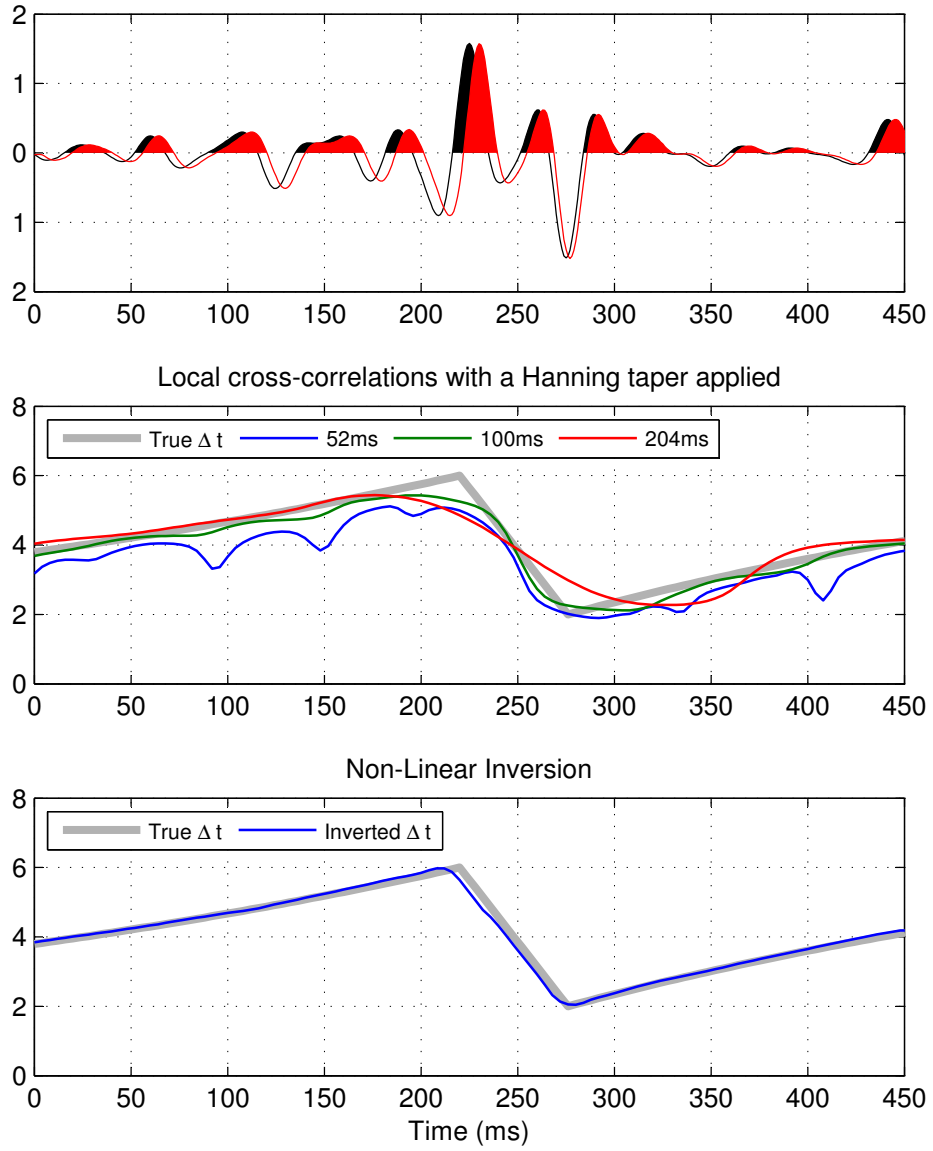 2
1
0
1
2
0 50 100 150 200 250 300 350 400 450
Local cross-correlations with a Hanning taper applied
8
True Δ t 52ms 100ms 204ms
6
4
2
0
0 50 100 150 200 250 300 350 400 450
Non-Linear Inversion
8
True Δ t Inverted Δ t
6
4
2
0
0 50 100 150 200 250 300 350 400 450
Time (ms)